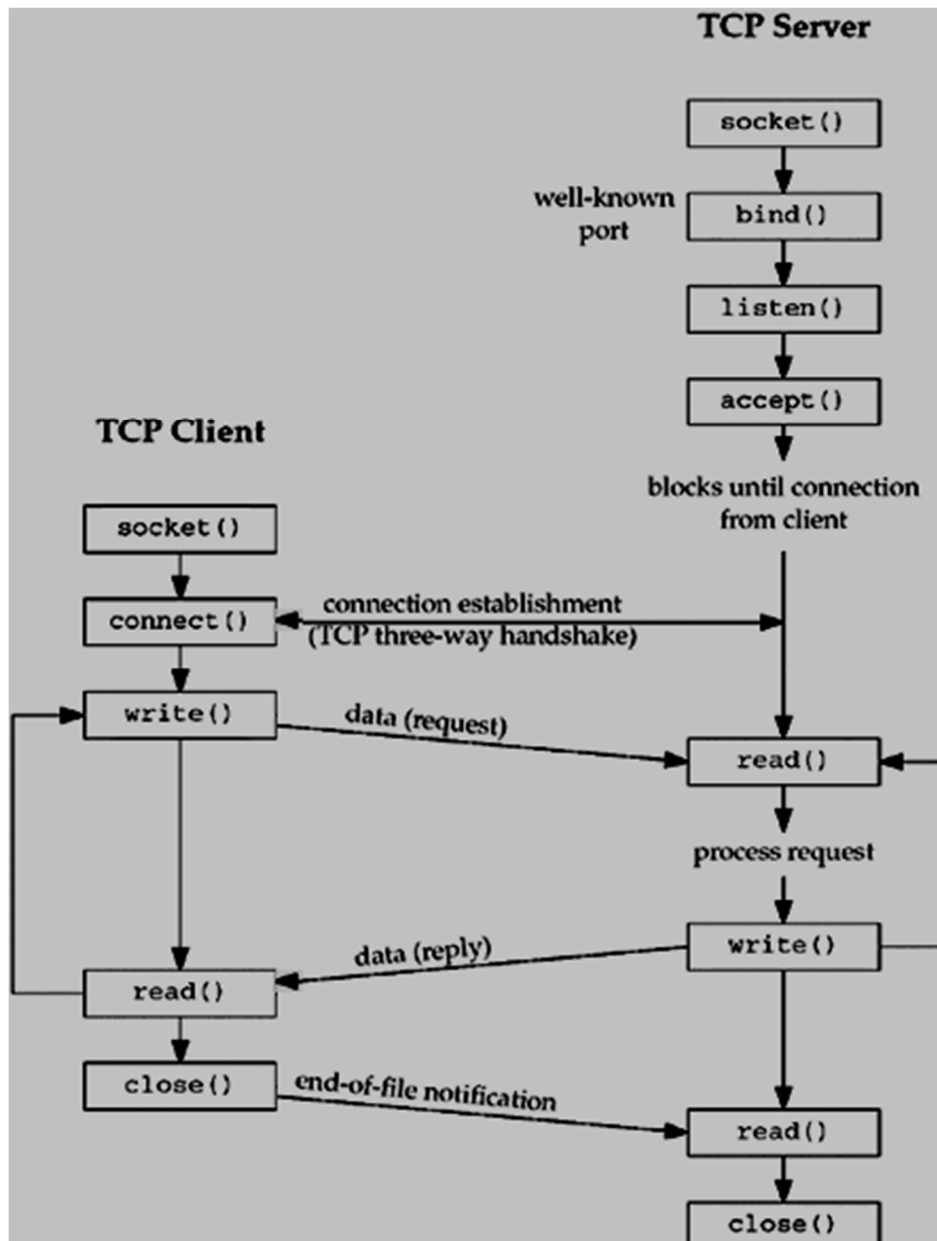 TCP Server
socket()
well-known
port
bind()
listen()
accept()
TCP Client
blocks until connection
from client
socket()
connect()
connection establishment
(TCP three-way handshake)
write()
data (request)
read()
process request
write()
data (reply)
read()
close()
end-of-file notification
read()
close()